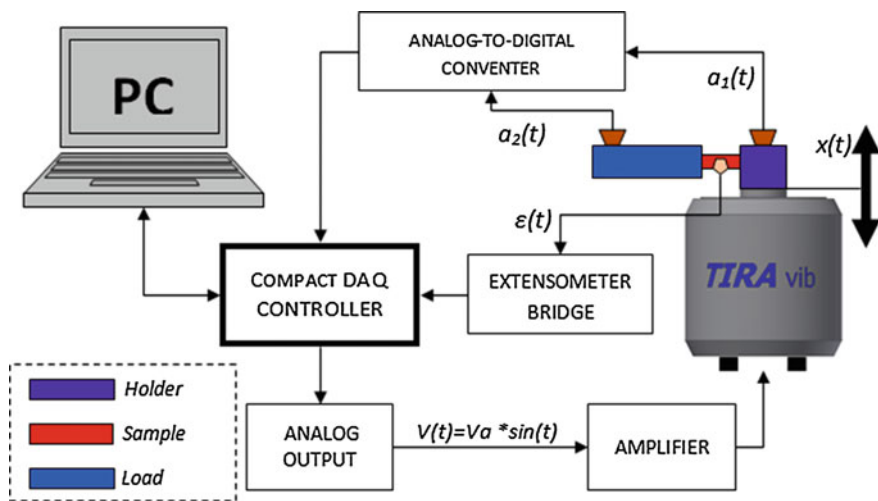 ANALOG-TO-DIGITAL
CONVENTER
PC
a₁(t)
a₂(t)
x(t)
ε(t)
COMPACT DAQ
CONTROLLER
EXTENSOMETER
BRIDGE
TIRA vib
Holder
Sample
Load
ANALOG
OUTPUT
V(t)=Va *sin(t)
AMPLIFIER